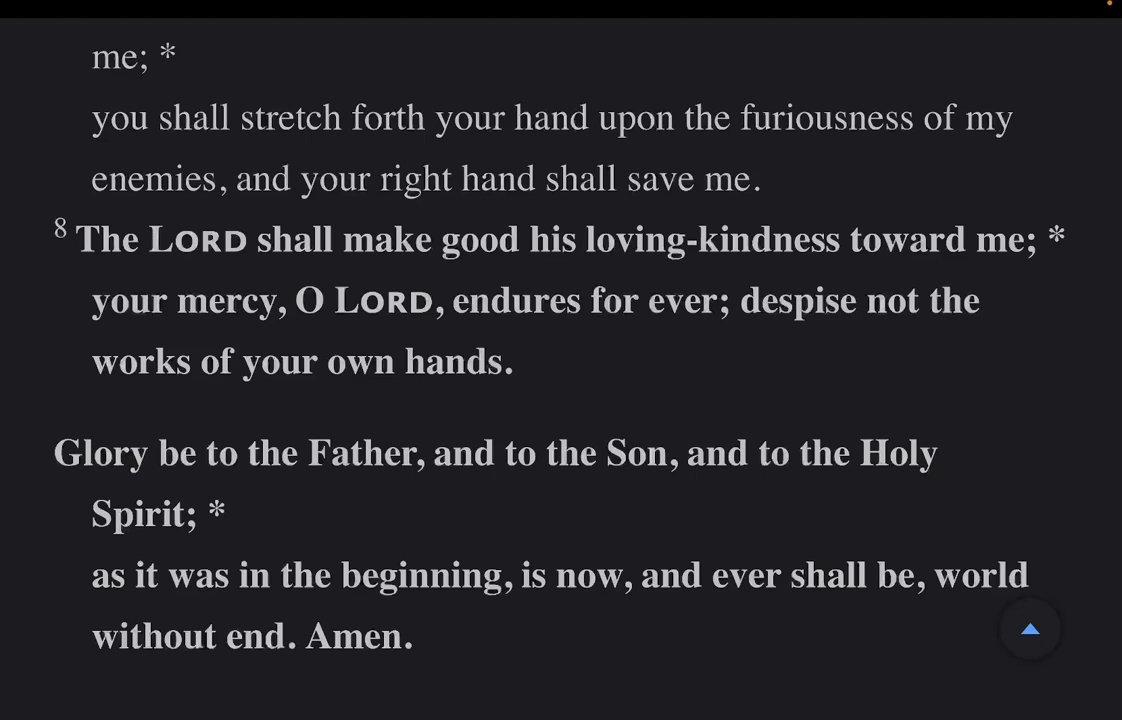 me; *
you shall stretch forth your hand upon the furiousness of my
enemies, and your right hand shall save me.
8 The LORD shall make good his loving-kindness toward me; *
your mercy, O LORD, endures for ever; despise not the
works of your own hands.
Glory be to the Father, and to the Son, and to the Holy
Spirit; *
as it was in the beginning, is now, and ever shall be, world
without end. Amen.